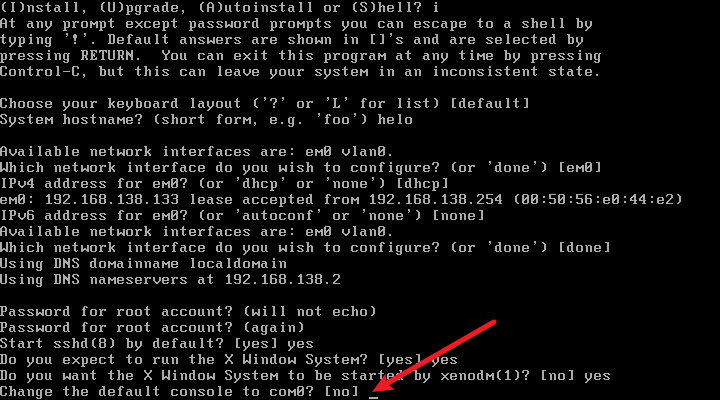 (I)nstall, (U)pgrade, (A)utoinstall or (S)hell? i
At any prompt except password prompts you can escape to a shell by
typing '!'. Default answers are shown in []'s and are selected by
pressing RETURN.  You can exit this program at any time by pressing
Control-C, but this can leave your system in an inconsistent state.

Choose your keyboard layout ('?' or 'L' for list) [default]
System hostname? (short form, e.g. 'foo') helo

Available network interfaces are: em0 vlan0.
Which network interface do you wish to configure? (or 'done') [em0]
IPv4 address for em0? (or 'dhcp' or 'none') [dhcp]
em0: 192.168.138.133 lease accepted from 192.168.138.254 (00:50:56:e0:44:e2)
IPv6 address for em0? (or 'autoconf' or 'none') [none]
Available network interfaces are: em0 vlan0.
Which network interface do you wish to configure? (or 'done') [done]
Using DNS domainname localdomain
Using DNS nameservers at 192.168.138.2

Password for root account? (will not echo)
Password for root account? (again)
Start sshd(8) by default? [yes] yes
Do you expect to run the X Window System? [yes] yes
Do you want the X Window System to be started by xenodm(1)? [no] yes
Change the default console to com0? [no] _